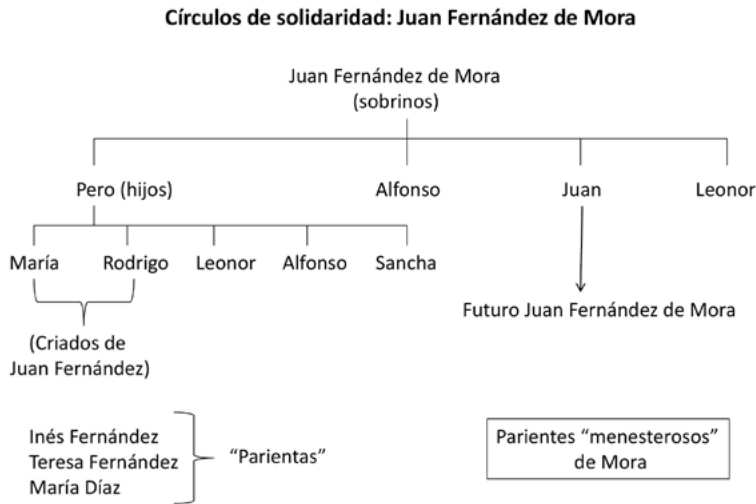 Círculos de solidaridad: Juan Fernández de Mora
Juan Fernández de Mora
(sobrinos)
Pero (hijos) Alfonso Juan Leonor
María Rodrigo Leonor Alfonso Sancha
Futuro Juan Fernández de Mora
(Criados de
Juan Fernández)
Inés Fernández
Teresa Fernández
María Díaz
"Parientas"
Parientes "menesterosos"
de Mora